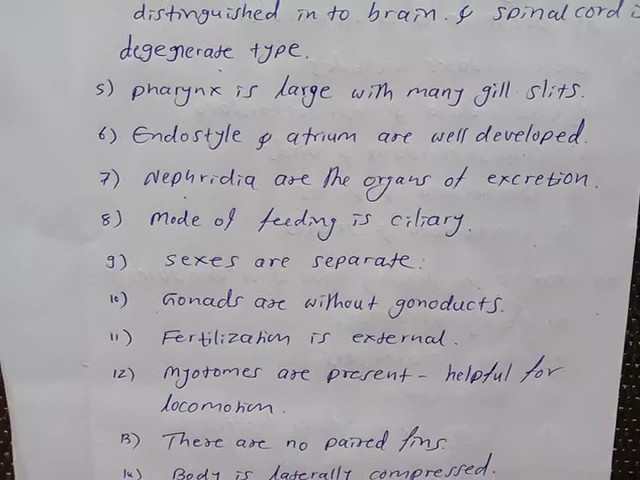 distinguished in to brain. & spinal cord
degenerate type.
5) pharynx is large with many gill slits.
6) Endostyle & atrium are well developed.
7) Nephridia are the organs of excretion.
8) Mode of feeding is ciliary.
9) Sexes are separate.
10) Gonads are without gonoducts.
11) Fertilization is external.
12) Myotomes are present - helpful for
locomotion.
13) There are no paired fins.
14) Body is laterally compressed.